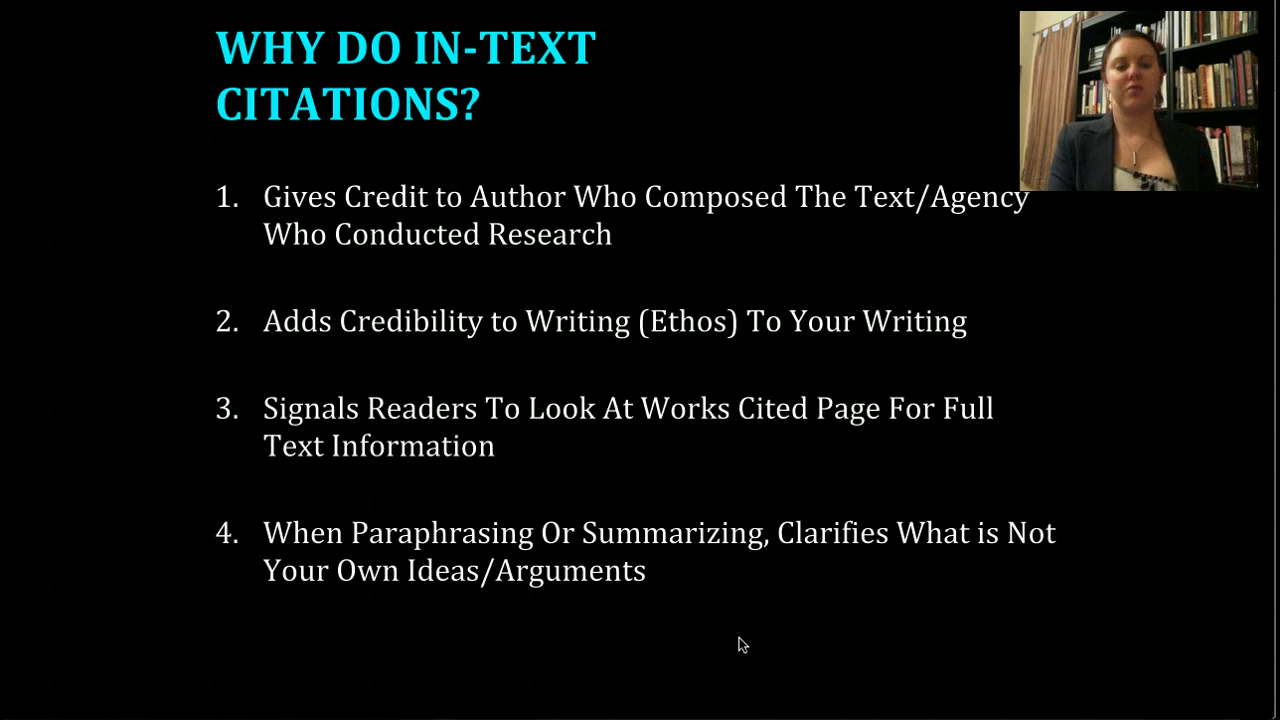 WHY DO IN-TEXT
CITATIONS?
1. Gives Credit to Author Who Composed The Text/Agency
Who Conducted Research
2. Adds Credibility to Writing (Ethos) To Your Writing
3. Signals Readers To Look At Works Cited Page For Full
Text Information
4. When Paraphrasing Or Summarizing, Clarifies What is Not
Your Own Ideas/Arguments